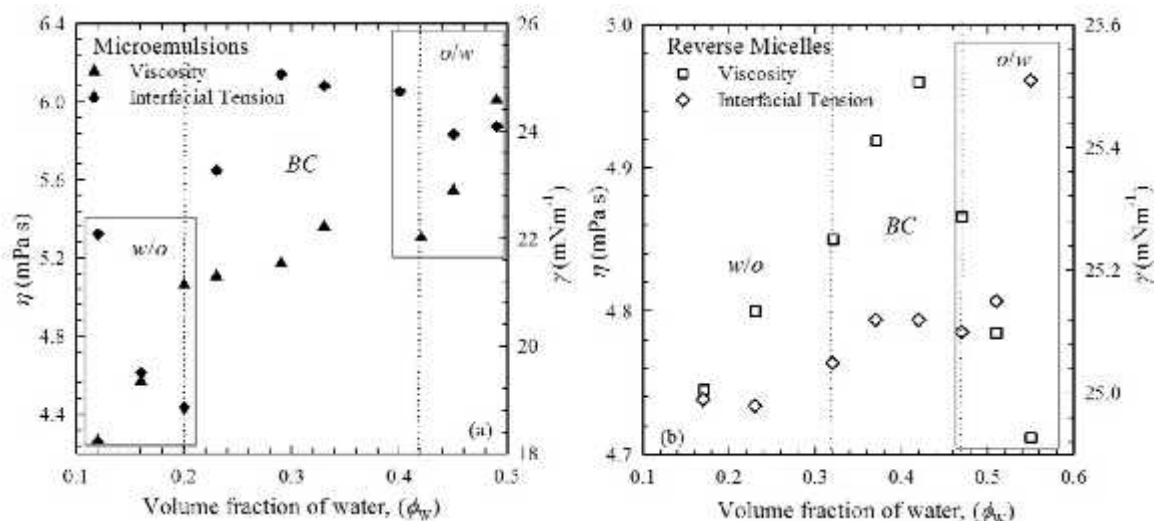 6.4
6.0
5.6
5.2
4.8
4.4
η (mPa s)
Microemulsions
Viscosity
Interfacial Tension
w/o
BC
o/w
(a)
26
24
22
20
18
γ (mNm⁻¹)
0.1 0.2 0.3 0.4 0.5
Volume fraction of water, (ϕw)
5.0
4.9
4.8
4.7
η (mPa s)
Reverse Micelles
Viscosity
Interfacial Tension
w/o
BC
o/w
(b)
23.6
25.4
25.2
25.0
γ (mNm⁻¹)
0.1 0.2 0.3 0.4 0.5 0.6
Volume fraction of water, (ϕw)